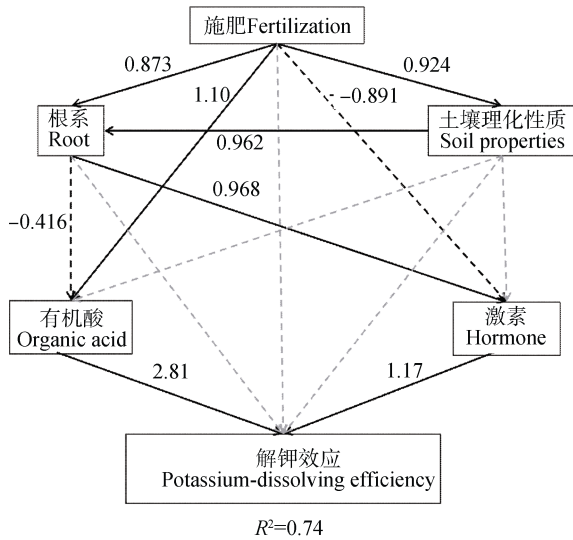 施肥Fertilization
0.873
0.924
1.10
-0.891
根系
Root
土壤理化性质
Soil properties
0.962
0.968
−0.416
有机酸
Organic acid
激素
Hormone
2.81
1.17
解钾效应
Potassium-dissolving efficiency
R²=0.74